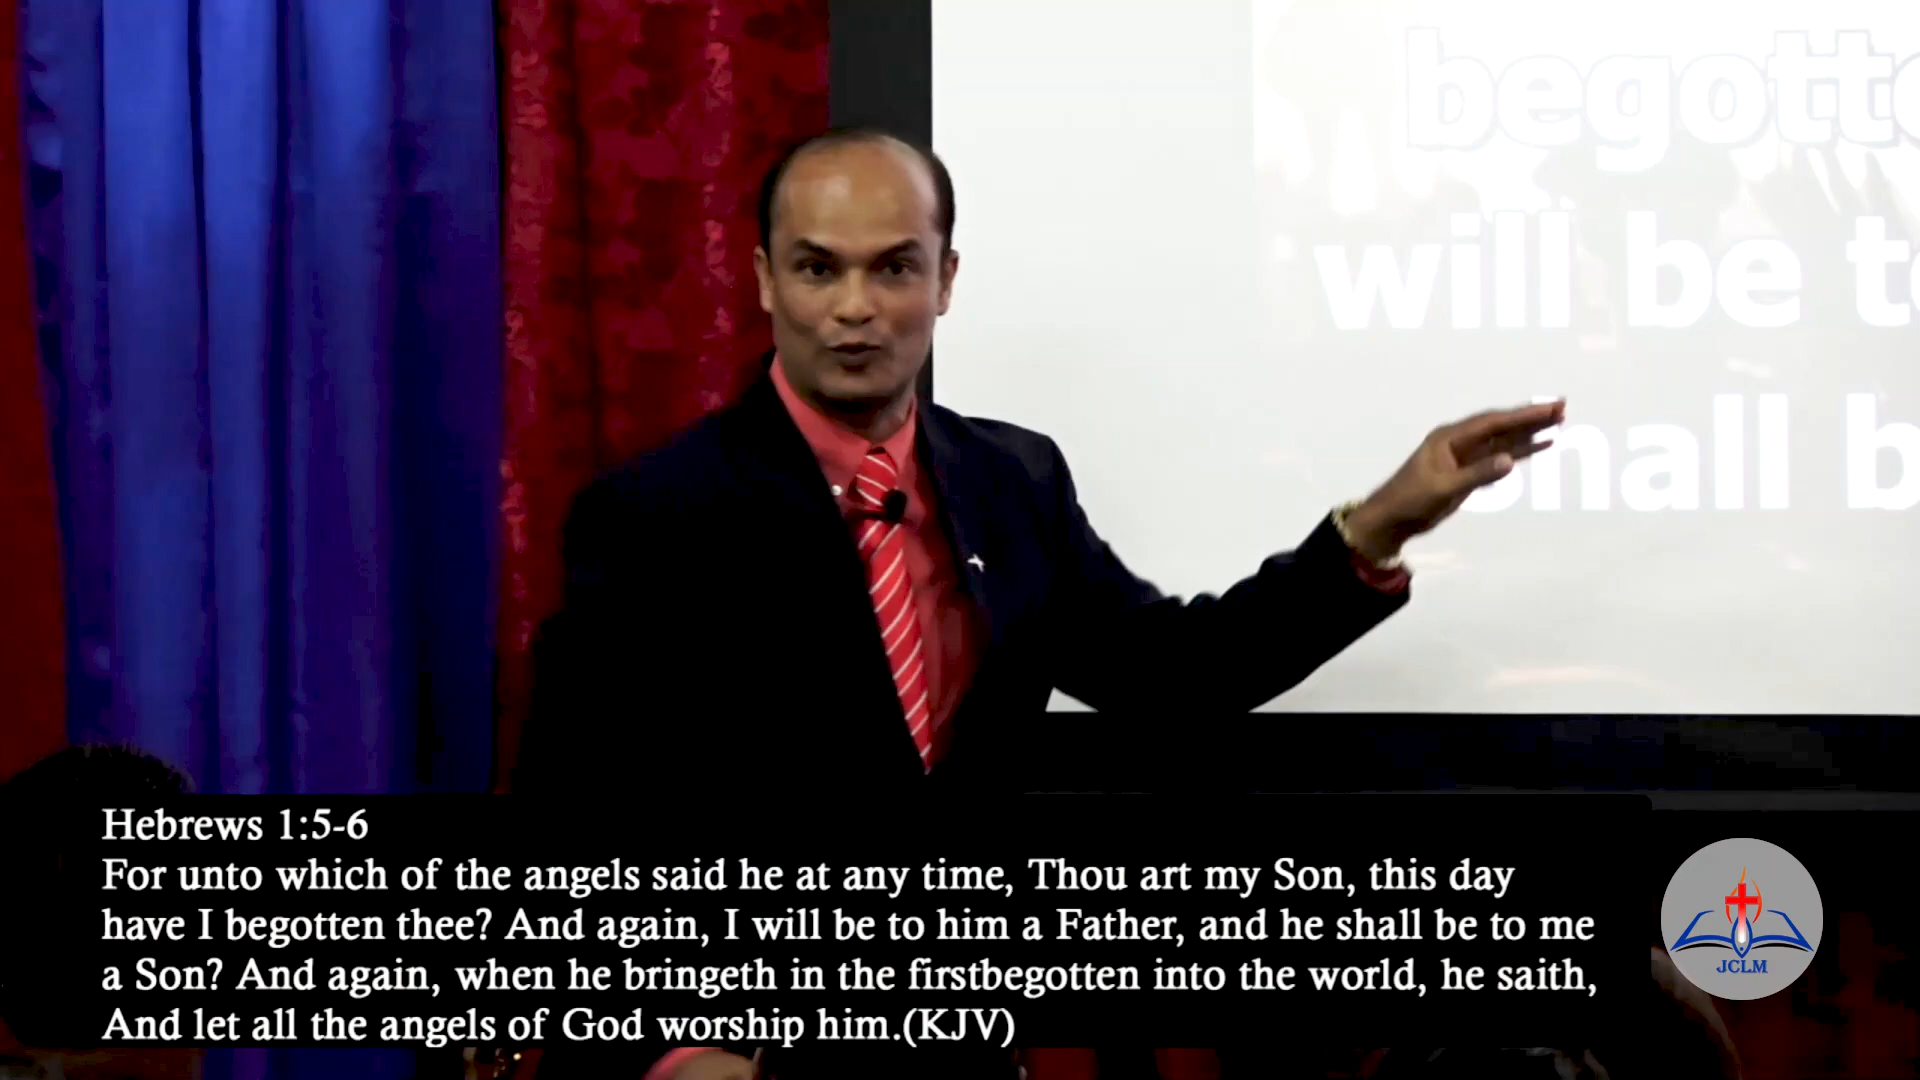 begotte
will be to
shall b
Hebrews 1:5-6
For unto which of the angels said he at any time, Thou art my Son, this day
have I begotten thee? And again, I will be to him a Father, and he shall be to me
a Son? And again, when he bringeth in the firstbegotten into the world, he saith,
And let all the angels of God worship him.(KJV)
JCLM